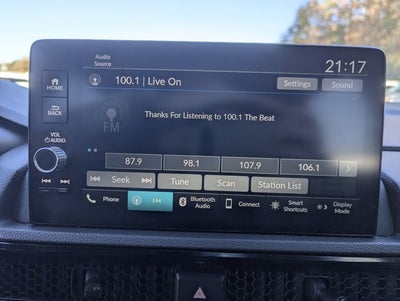 Audio
Source
21:17
HOME
100.1 | Live On
Settings
Sound
BACK
FM
Thanks For Listening to 100.1 The Beat
VOL
AUDIO
87.9
98.1
107.9
106.1
Seek
Tune
Scan
Station List
Phone
FM
Bluetooth
Audio
Connect
Smart
Shortcuts
Display
Mode